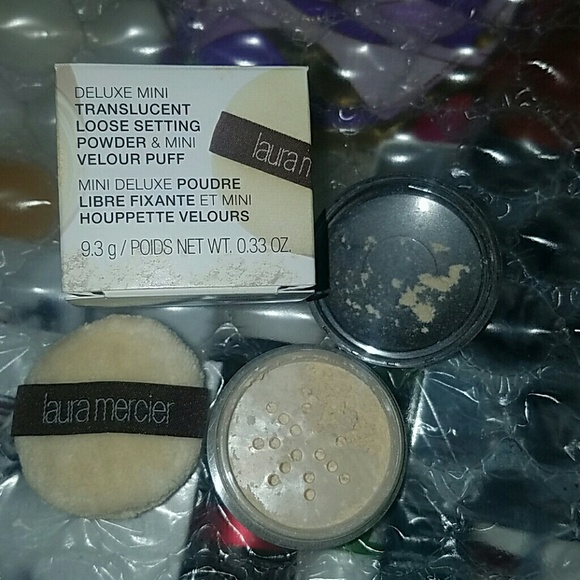 DELUXE MINI
TRANSLUCENT
LOOSE SETTING
POWDER & MINI
VELOUR PUFF
laura m
MINI DELUXE POUDRE
LIBRE FIXANTE ET MINI
HOUPPETTE VELOURS
9.3 g / POIDS NET WT. 0.33 OZ.
laura mercier